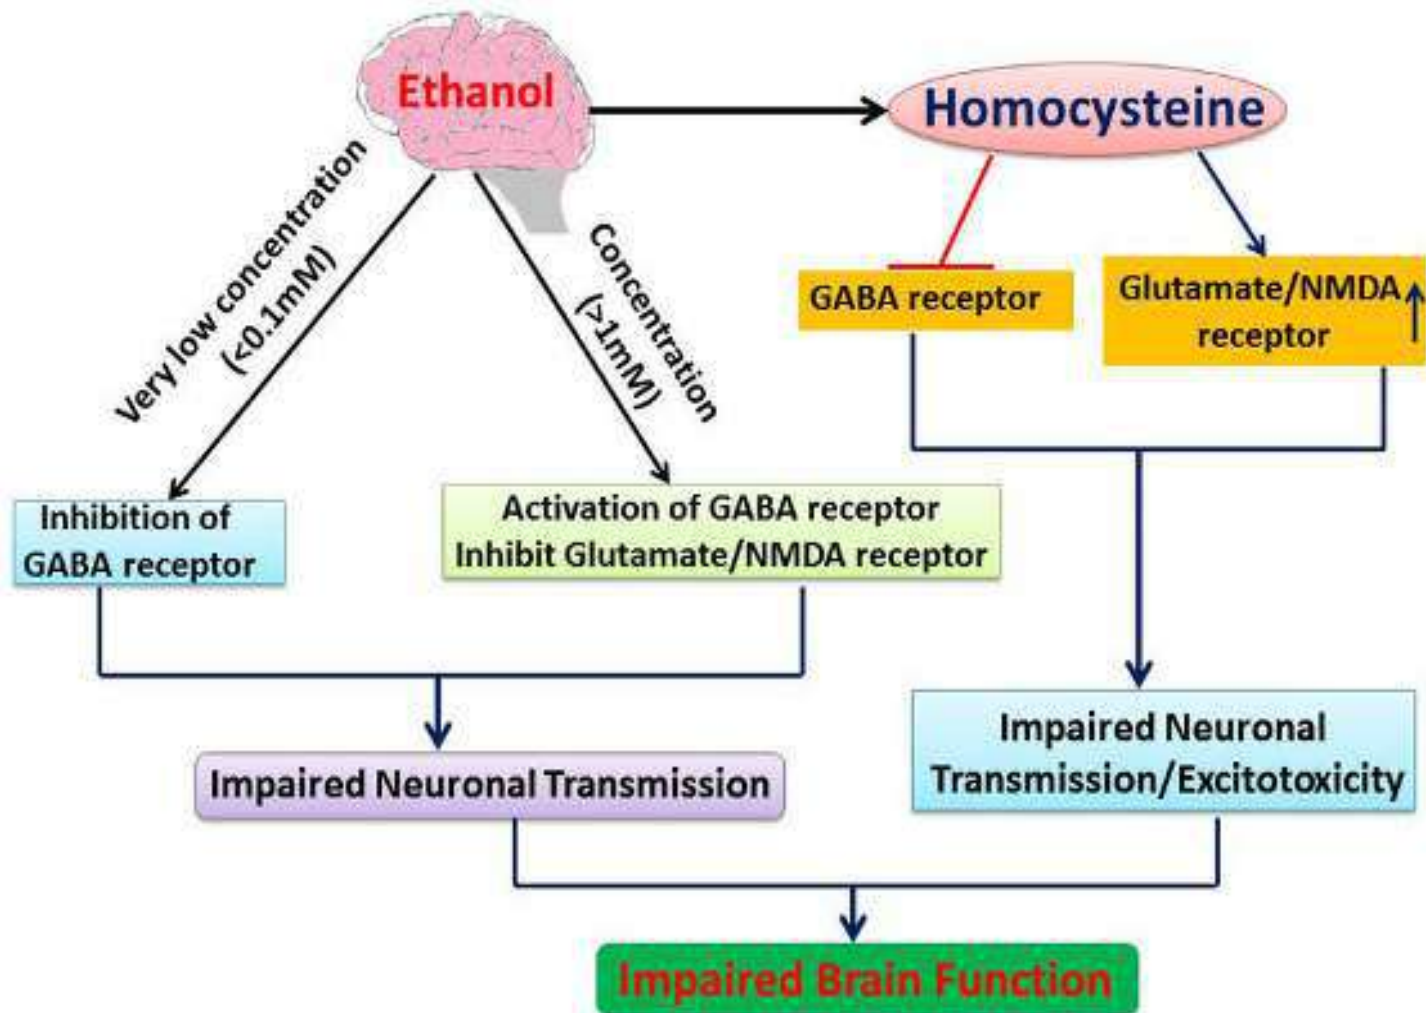 Ethanol
Homocysteine
Very low concentration
(<0.1mM)
Concentration
(>1mM)
GABA receptor
Glutamate/NMDA
receptor
Inhibition of
GABA receptor
Activation of GABA receptor
Inhibit Glutamate/NMDA receptor
Impaired Neuronal Transmission
Impaired Neuronal
Transmission/Excitotoxicity
Impaired Brain Function